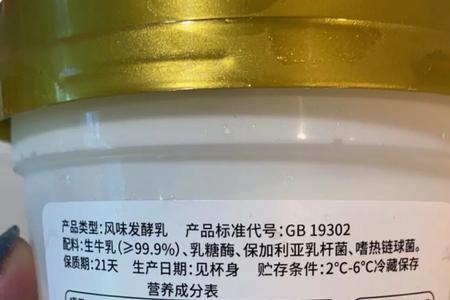 产品类型:风味发酵乳 产品标准代号:GB 19302
配料:生牛乳(≥99.9%)、乳糖酶、保加利亚乳杆菌、嗜热链球菌。
保质期:21天 生产日期:见杯身 贮存条件:2°C-6°C冷藏保存
营养成分表